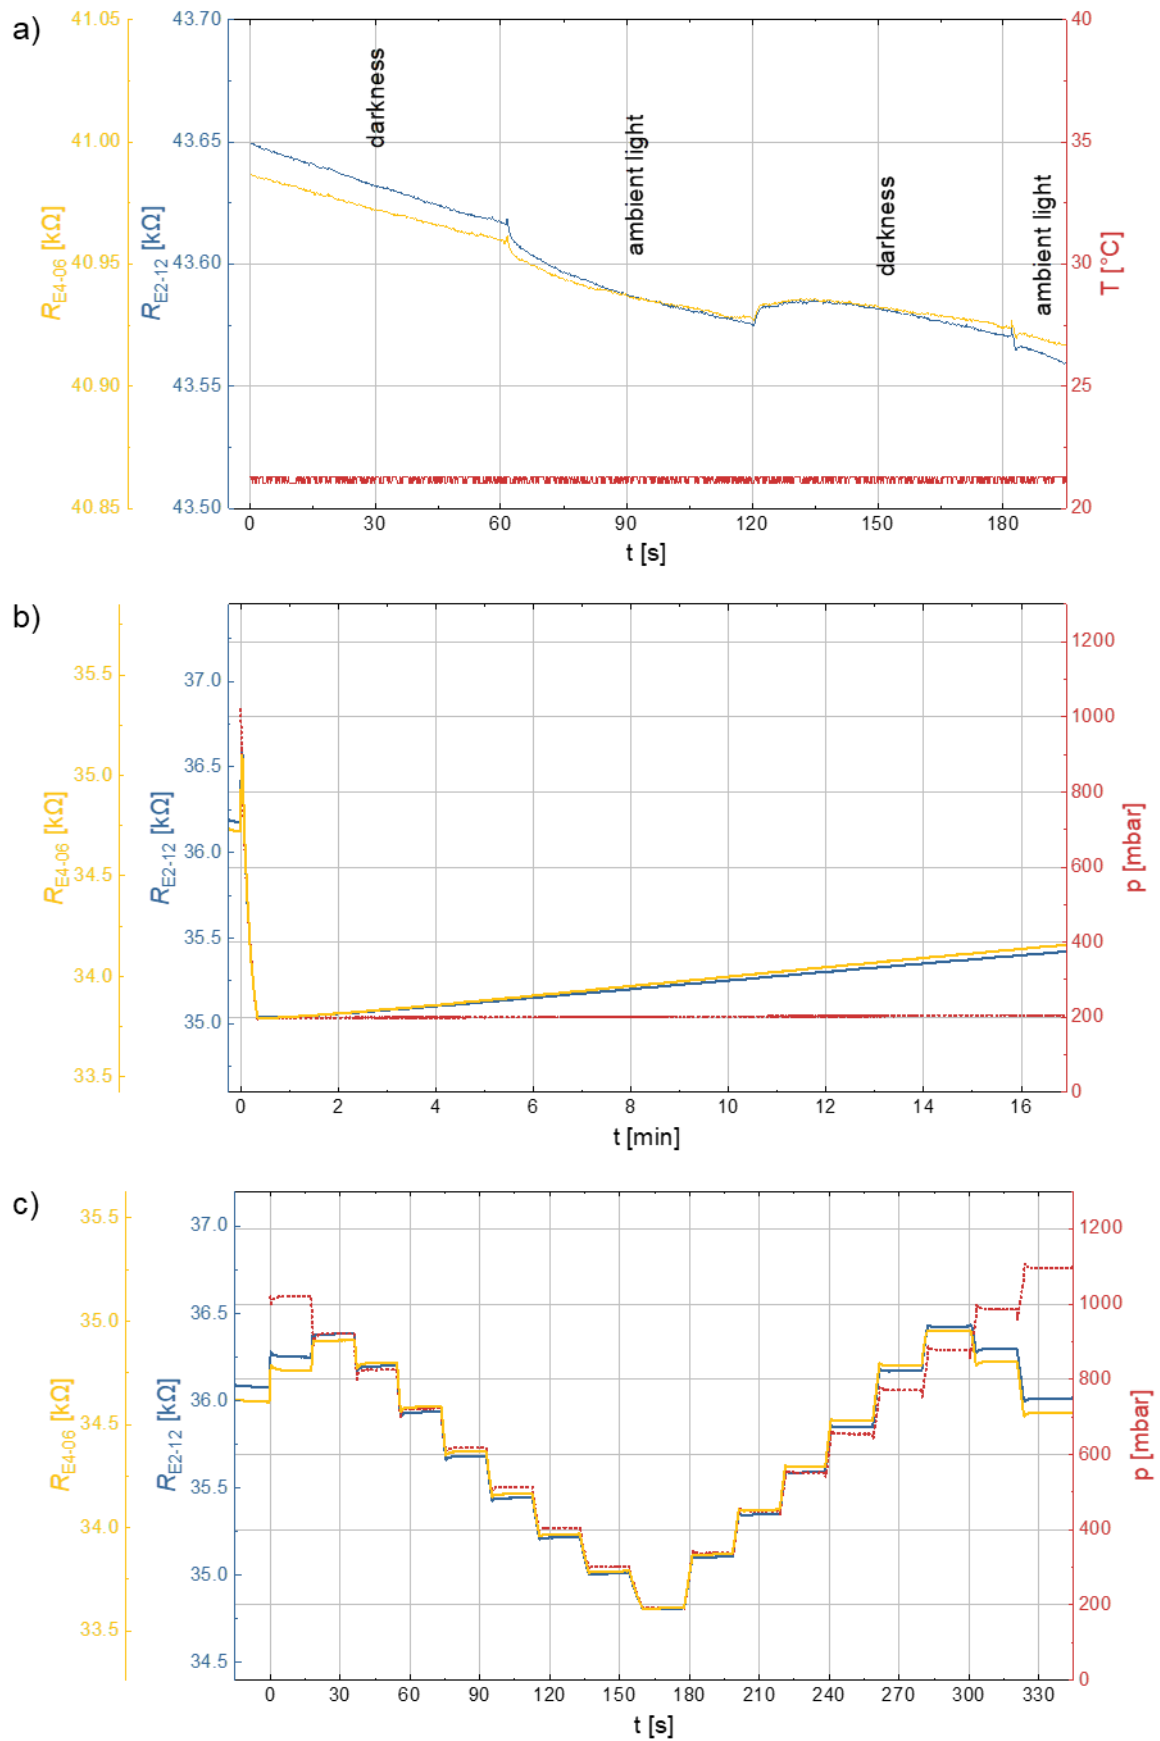 a)
41.05
41.00
40.95
40.90
40.85
R_E4-06 [kΩ]
43.70
43.65
43.60
43.55
43.50
R_E2-12 [kΩ]
darkness
ambient light
darkness
ambient light
40
35
30
25
20
T [°C]
0 30 60 90 120 150 180
t [s]
b)
35.5
35.0
34.5
34.0
33.5
R_E4-06 [kΩ]
37.0
36.5
36.0
35.5
35.0
R_E2-12 [kΩ]
1200
1000
800
600
400
200
0
p [mbar]
0 2 4 6 8 10 12 14 16
t [min]
c)
35.5
35.0
34.5
34.0
33.5
R_E4-06 [kΩ]
37.0
36.5
36.0
35.5
35.0
34.5
R_E2-12 [kΩ]
1200
1000
800
600
400
200
0
p [mbar]
0 30 60 90 120 150 180 210 240 270 300 330
t [s]